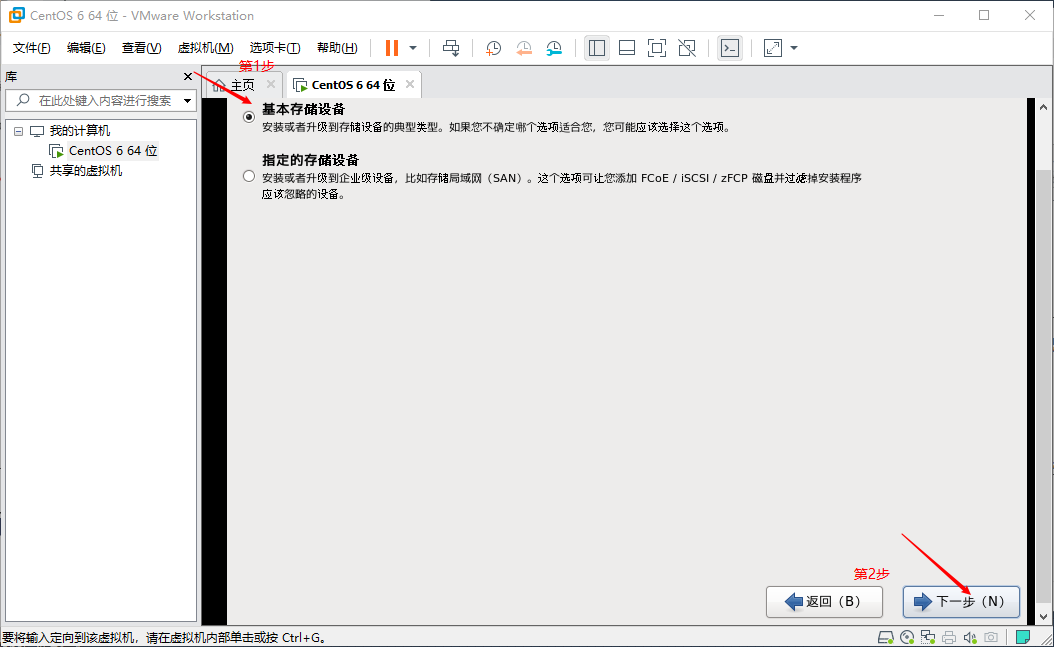 CentOS 6 64 位 - VMware Workstation
文件(F) 编辑(E) 查看(V) 虚拟机(M) 选项卡(T) 帮助(H)
第1步
库
主页
CentOS 6 64 位
在此处键入内容进行搜索
基本存储设备
安装或者升级到存储设备的典型类型。如果您不确定哪个选项适合您，您可能应该选择这个选项。
我的计算机
CentOS 6 64 位
共享的虚拟机
指定的存储设备
安装或者升级到企业级设备，比如存储局域网（SAN）。这个选项可让您添加 FCoE / iSCSI / zFCP 磁盘并过滤掉安装程序
应该忽略的设备。
第2步
返回（B）
下一步（N）
要将输入定向到该虚拟机，请在虚拟机内部单击或按 Ctrl+G。